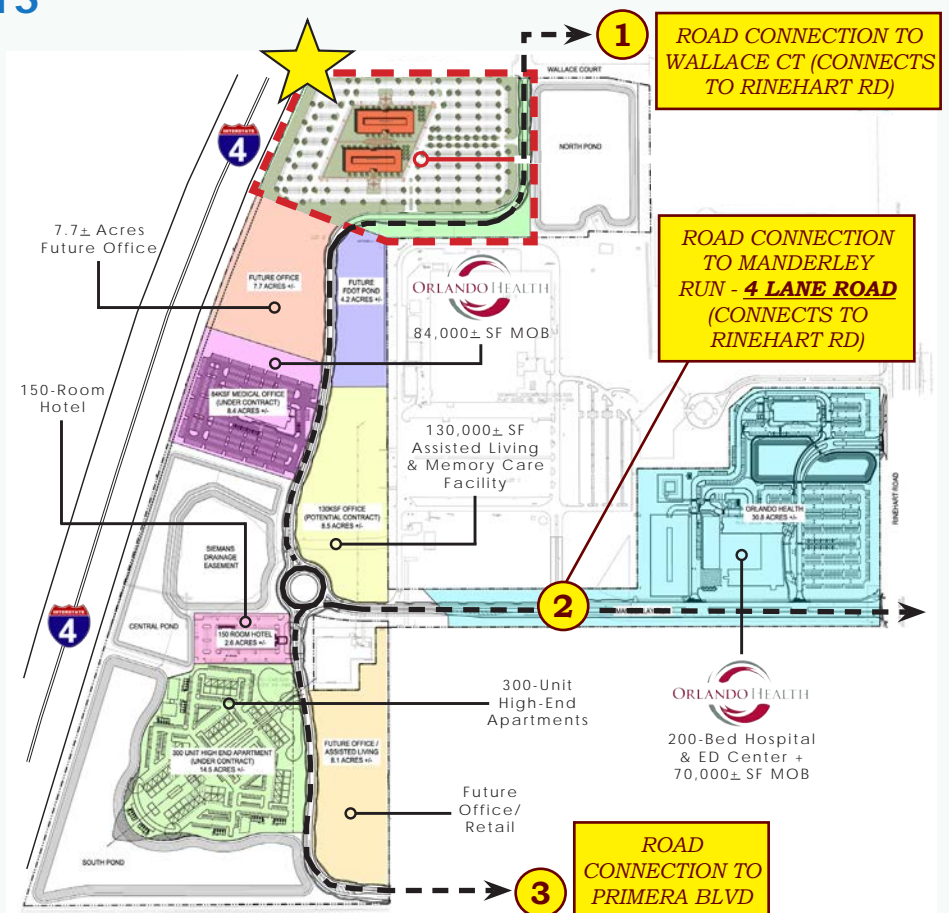 1
ROAD CONNECTION TO
WALLACE CT (CONNECTS
TO RINEHART RD)
WALLACE COURT
INTERSTATE
4
NORTH POND
7.7± Acres
Future Office
FUTURE OFFICE
7.7 ACRES +/-
FUTURE
FDOT POND
4.2 ACRES +/-
ORLANDO HEALTH
84,000± SF MOB
ROAD CONNECTION
TO MANDERLEY
RUN - 4 LANE ROAD
(CONNECTS TO
RINEHART RD)
150-Room
Hotel
84KSF MEDICAL OFFICE
(UNDER CONTRACT)
8.4 ACRES +/-
130,000± SF
Assisted Living
& Memory Care
Facility
130KSF OFFICE
(POTENTIAL CONTRACT)
8.5 ACRES +/-
ORLANDO HEALTH
30.8 ACRES +/-
RINEHART ROAD
SIEMANS
DRAINAGE
EASEMENT
2
INTERSTATE
4
CENTRAL POND
150 ROOM HOTEL
2.6 ACRES +/-
300-Unit
High-End
Apartments
ORLANDO HEALTH
200-Bed Hospital
& ED Center +
70,000± SF MOB
300 UNIT HIGH END APARTMENT
(UNDER CONTRACT)
14.5 ACRES +/-
FUTURE OFFICE /
ASSISTED LIVING
8.1 ACRES +/-
Future
Office/
Retail
SOUTH POND
3
ROAD
CONNECTION TO
PRIMERA BLVD